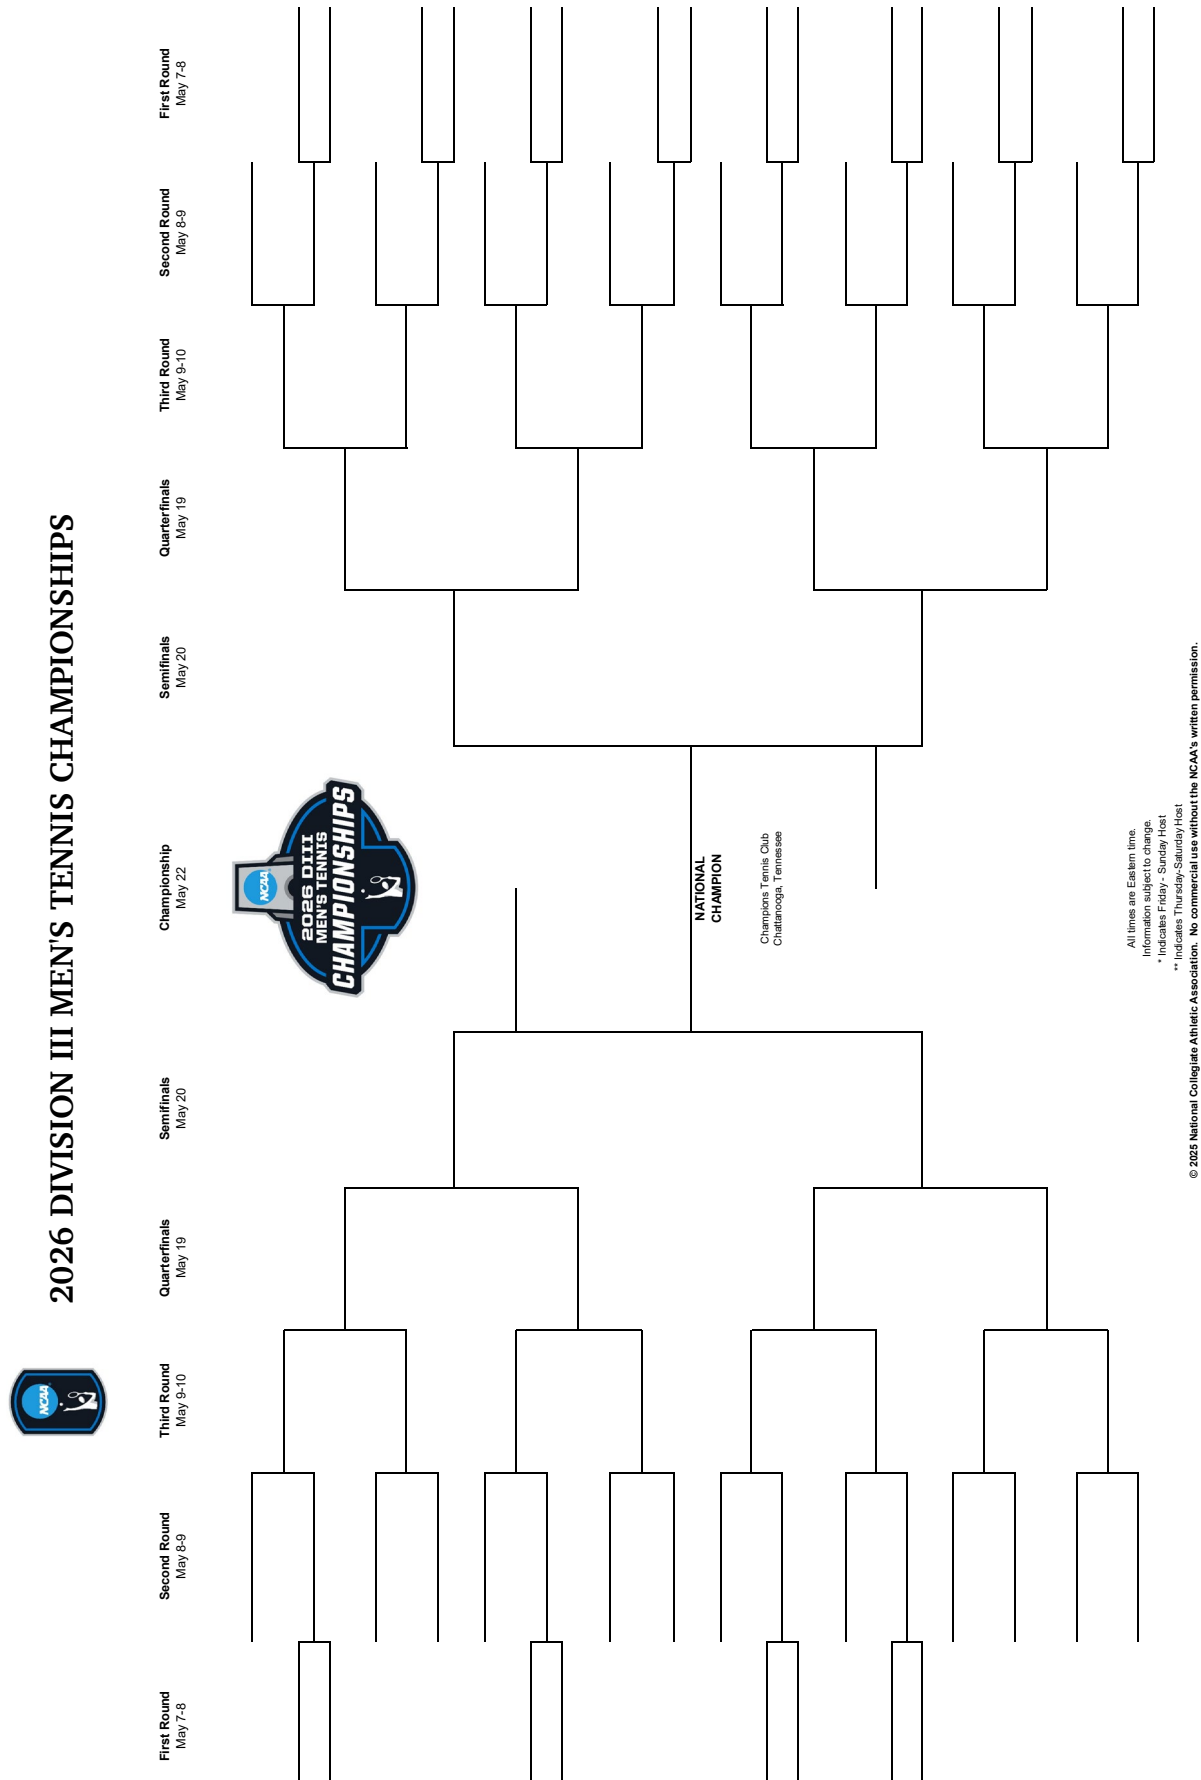 2026 DIVISION III MEN'S TENNIS CHAMPIONSHIPS
NCAA
First Round
May 7-8
Second Round
May 8-9
Third Round
May 9-10
Quarterfinals
May 19
Semifinals
May 20
Championship
May 22
Semifinals
May 20
Quarterfinals
May 19
Third Round
May 9-10
Second Round
May 8-9
First Round
May 7-8
NCAA
2026 DIII
MEN'S TENNIS
CHAMPIONSHIPS
NATIONAL
CHAMPION
Champions Tennis Club
Chattanooga, Tennessee
All times are Eastern time.
Information subject to change.
* Indicates Friday - Sunday Host
** Indicates Thursday-Saturday Host
© 2025 National Collegiate Athletic Association. No commercial use without the NCAA's written permission.